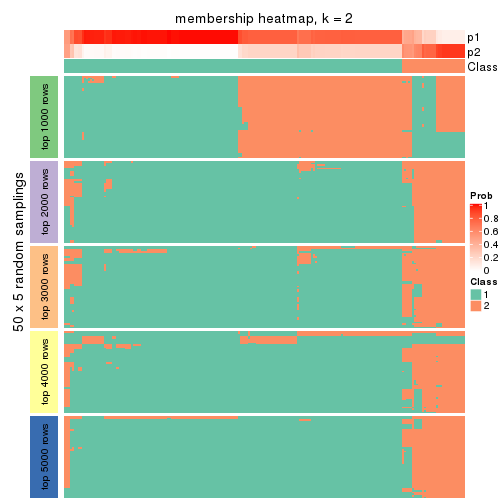 membership heatmap, k = 2
p1
p2
Class
50 x 5 random samplings
top 1000 rows
top 2000 rows
top 3000 rows
top 4000 rows
top 5000 rows
Prob
1
0.8
0.6
0.4
0.2
0
Class
1
2